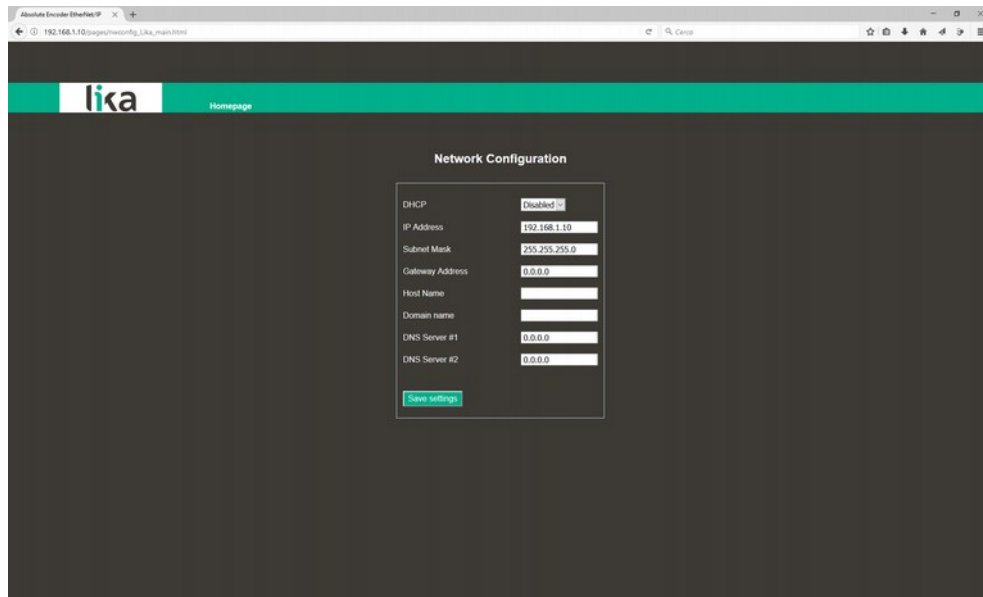 Absolute Encoder EtherNet/IP
192.168.1.10/pages/nwconfig_Lika_main.html
Cerca
lika
Homepage
Network Configuration
DHCP Disabled
IP Address 192.168.1.10
Subnet Mask 255.255.255.0
Gateway Address 0.0.0.0
Host Name
Domain name
DNS Server #1 0.0.0.0
DNS Server #2 0.0.0.0
Save settings